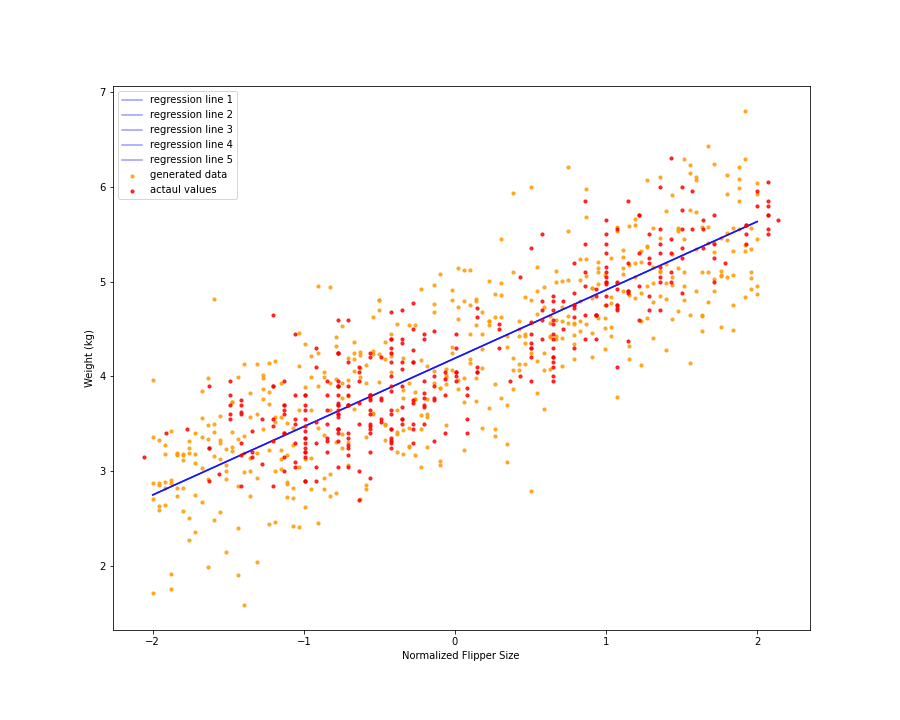 regression line 1
regression line 2
regression line 3
regression line 4
regression line 5
generated data
actaul values
7
6
5
4
3
2
Weight (kg)
−2
−1
0
1
2
Normalized Flipper Size